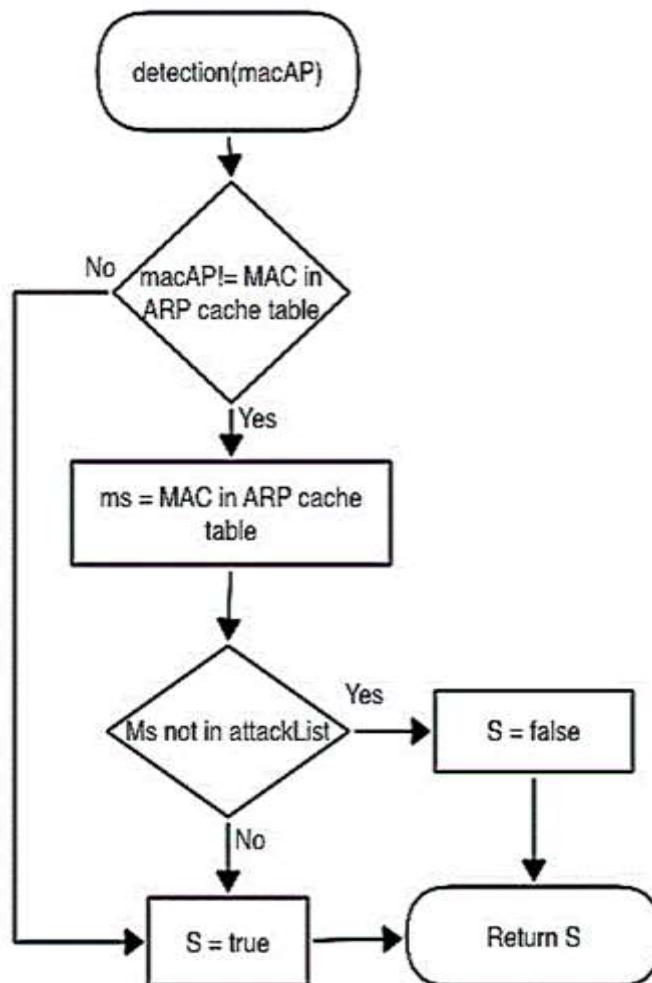 detection(macAP)
No
macAP!= MAC in
ARP cache table
Yes
ms = MAC in ARP cache
table
Ms not in attackList
Yes
S = false
No
S = true
Return S